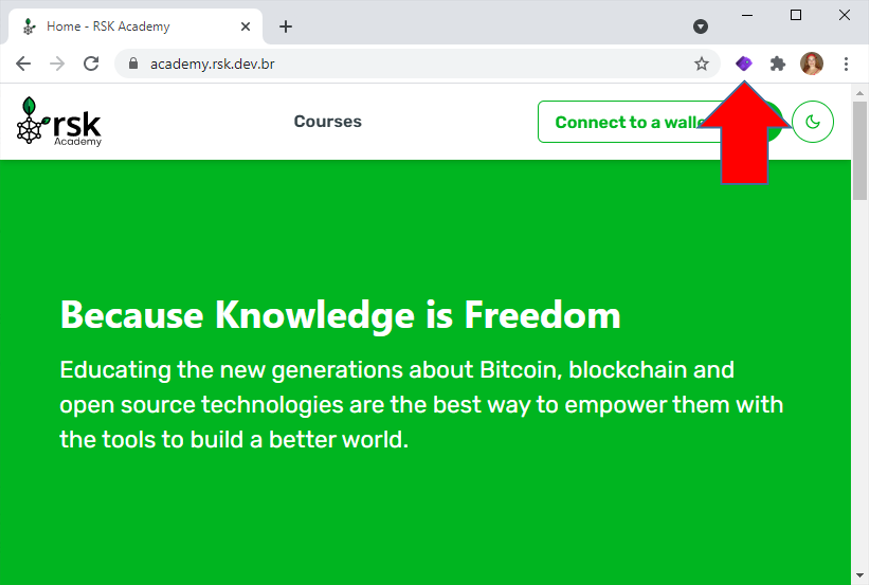 Home - RSK Academy
academy.rsk.dev.br
rsk
Academy
Courses
Connect to a
Because Knowledge is Freedom
Educating the new generations about Bitcoin, blockchain and
open source technologies are the best way to empower them with
the tools to build a better world.